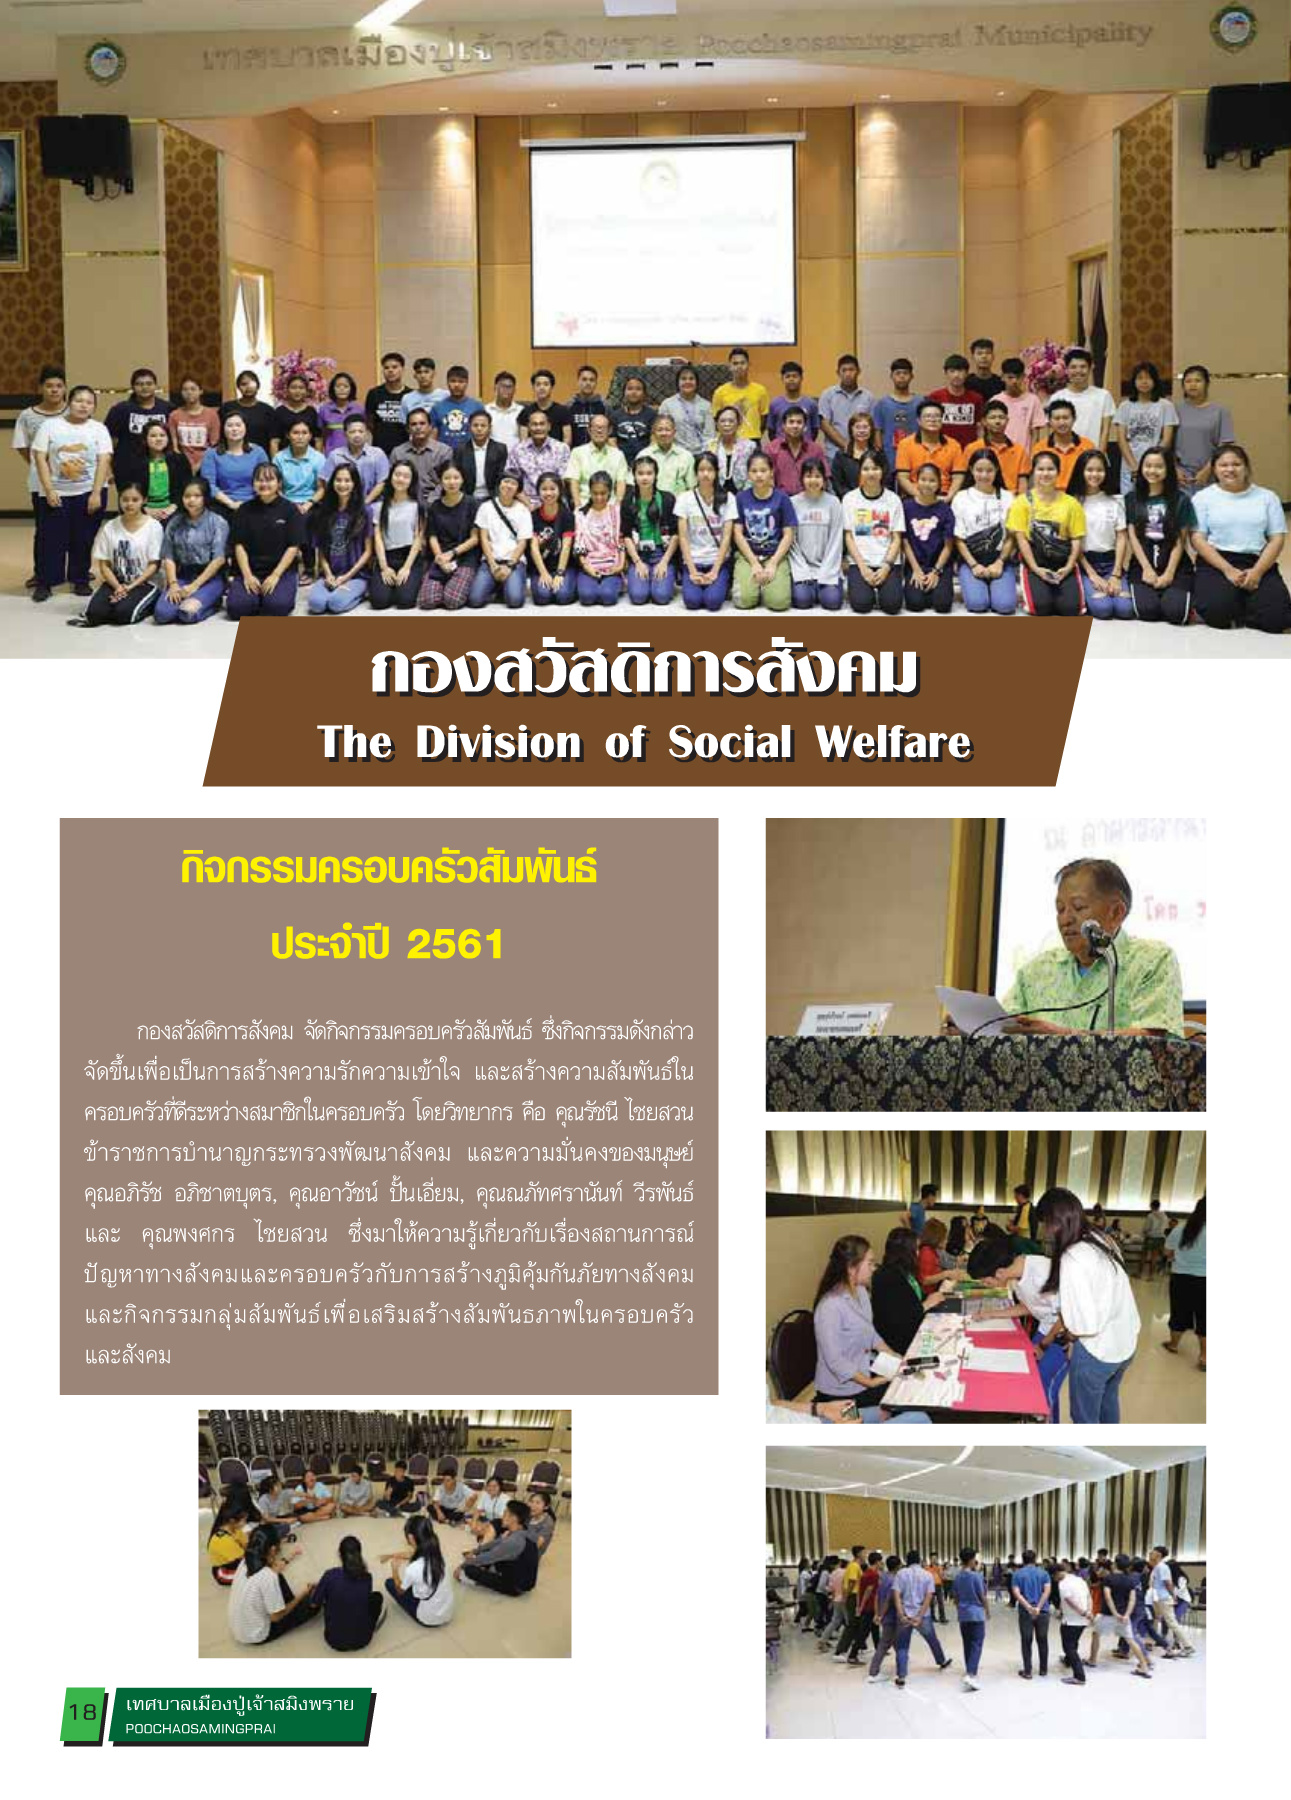 เทศบาลเมืองปู่เจ้าสมิงพราย Poochaosamingprai Municipality
กองสวัสดิการสังคม
The Division of Social Welfare
กิจกรรมครอบครัวสัมพันธ์
ประจำปี 2561
กองสวัสดิการสังคม จัดกิจกรรมครอบครัวสัมพันธ์ ซึ่งกิจกรรมดังกล่าว
จัดขึ้นเพื่อเป็นการสร้างความรักความเข้าใจ และสร้างความสัมพันธ์ใน
ครอบครัวที่ดีระหว่างสมาชิกในครอบครัว โดยวิทยากร คือ คุณรัชนี ไชยสวน
ข้าราชการบำนาญกระทรวงพัฒนาสังคม และความมั่นคงของมนุษย์
คุณอภิรัช อภิชาตบุตร, คุณอาวัชน์ ปั้นเอี่ยม, คุณณภัทศรานันท์ วีรพันธ์
และ คุณพงศกร ไชยสวน ซึ่งมาให้ความรู้เกี่ยวกับเรื่องสถานการณ์
ปัญหาทางสังคมและครอบครัวกับการสร้างภูมิคุ้มกันภัยทางสังคม
และกิจกรรมกลุ่มสัมพันธ์เพื่อเสริมสร้างสัมพันธภาพในครอบครัว
และสังคม
18
เทศบาลเมืองปู่เจ้าสมิงพราย
POOCHAOSAMINGPRAI